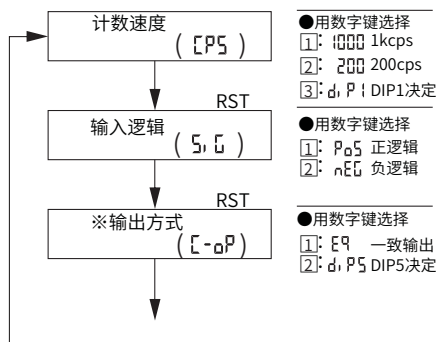 计数速度
( CPS )
RST
输入逻辑
( SiG )
RST
※输出方式
( C-oP )
●用数字键选择
1: 1000 1kcps
2: 200 200cps
3: di P1 DIP1决定
●用数字键选择
1: PoS 正逻辑
2: nEG 负逻辑
●用数字键选择
1: E9 一致输出
2: di PS DIP5决定